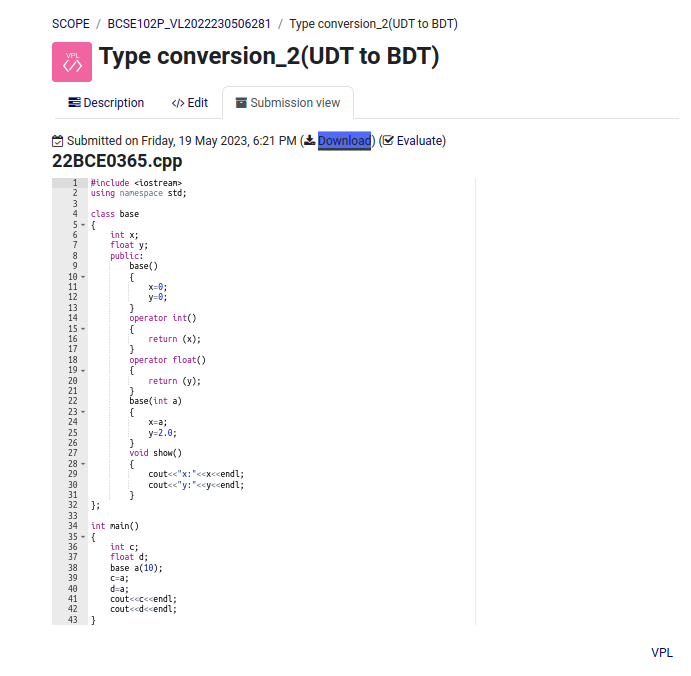 SCOPE / BCSE102P_VL2022230506281 / Type conversion_2(UDT to BDT)
VPL
</>
Type conversion_2(UDT to BDT)
Description </> Edit Submission view
Submitted on Friday, 19 May 2023, 6:21 PM (Download) (Evaluate)
22BCE0365.cpp
1 #include <iostream>
2 using namespace std;
3
4 class base
5 {
6     int x;
7     float y;
8     public:
9         base()
10         {
11             x=0;
12             y=0;
13         }
14         operator int()
15         {
16             return (x);
17         }
18         operator float()
19         {
20             return (y);
21         }
22         base(int a)
23         {
24             x=a;
25             y=2.0;
26         }
27         void show()
28         {
29             cout<<"x:"<<x<<endl;
30             cout<<"y:"<<y<<endl;
31         }
32 };
33
34 int main()
35 {
36     int c;
37     float d;
38     base a(10);
39     c=a;
40     d=a;
41     cout<<c<<endl;
42     cout<<d<<endl;
43 }
VPL